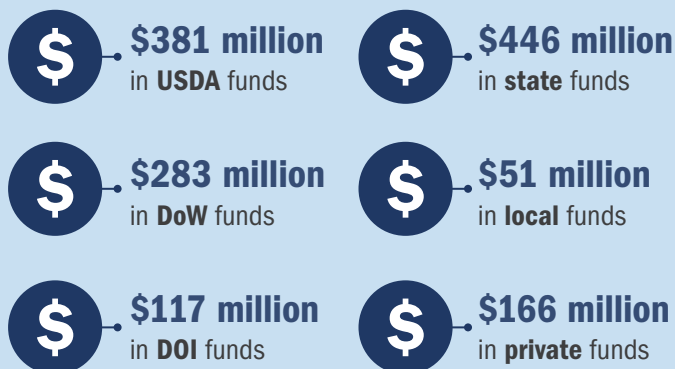 $381 million
in USDA funds
$446 million
in state funds
$283 million
in DoW funds
$51 million
in local funds
$117 million
in DOI funds
$166 million
in private funds